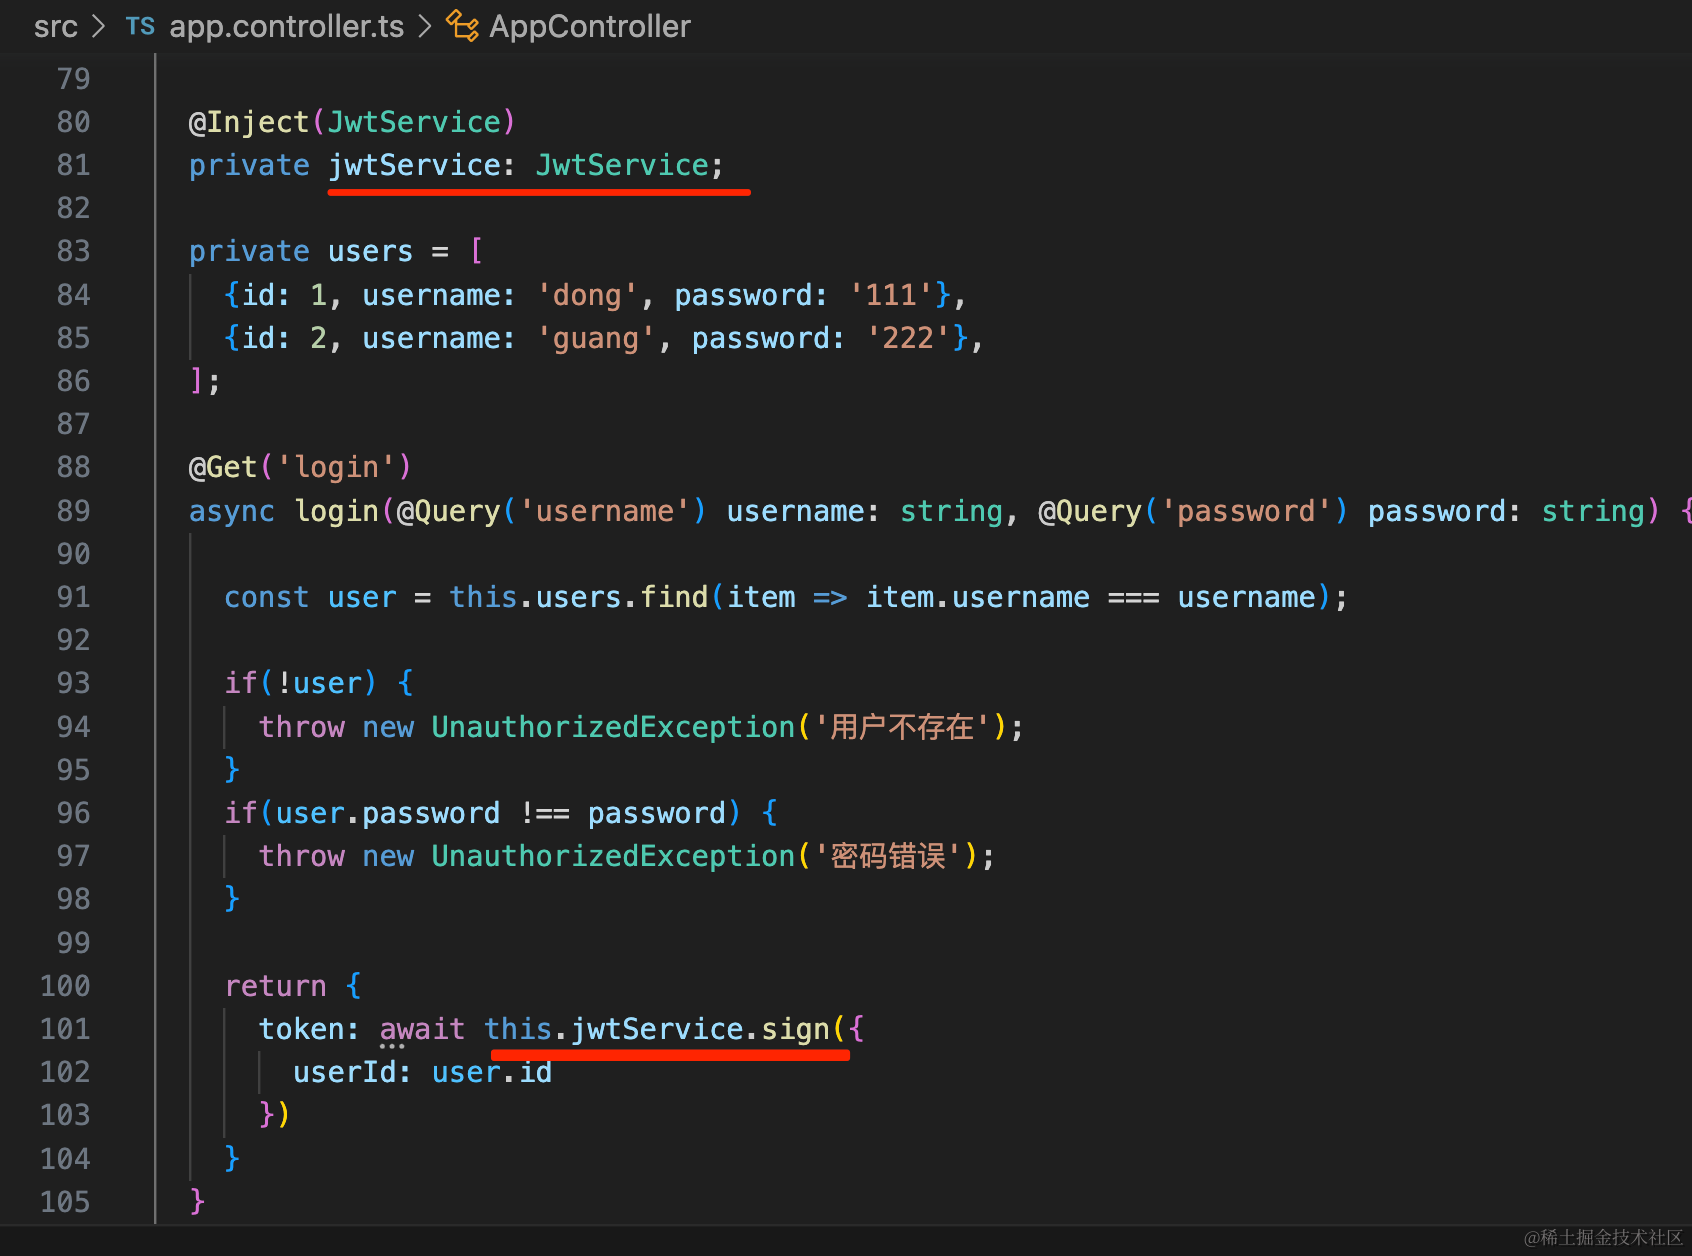 src > TS app.controller.ts > AppController
79
80 @Inject(JwtService)
81 private jwtService: JwtService;
82
83 private users = [
84 {id: 1, username: 'dong', password: '111'},
85 {id: 2, username: 'guang', password: '222'},
86 ];
87
88 @Get('login')
89 async login(@Query('username') username: string, @Query('password') password: string) {
90
91 const user = this.users.find(item => item.username === username);
92
93 if(!user) {
94 throw new UnauthorizedException('用户不存在');
95 }
96 if(user.password !== password) {
97 throw new UnauthorizedException('密码错误');
98 }
99
100 return {
101 token: await this.jwtService.sign({
102 userId: user.id
103 })
104 }
105 }
@稀土掘金技术社区